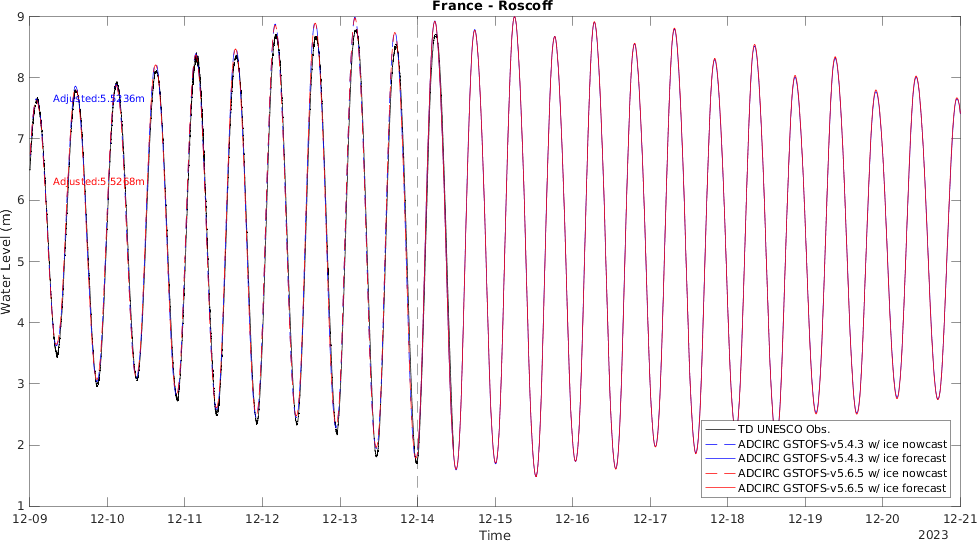 France - Roscoff
9
8
7
6
5
4
3
2
1
Water Level (m)
Adjusted:5.5236m
Adjusted:5.5268m
TD UNESCO Obs.
ADCIRC GSTOFS-v5.4.3 w/ ice nowcast
ADCIRC GSTOFS-v5.4.3 w/ ice forecast
ADCIRC GSTOFS-v5.6.5 w/ ice nowcast
ADCIRC GSTOFS-v5.6.5 w/ ice forecast
12-09 12-10 12-11 12-12 12-13 12-14 12-15 12-16 12-17 12-18 12-19 12-20 12-21
Time
2023